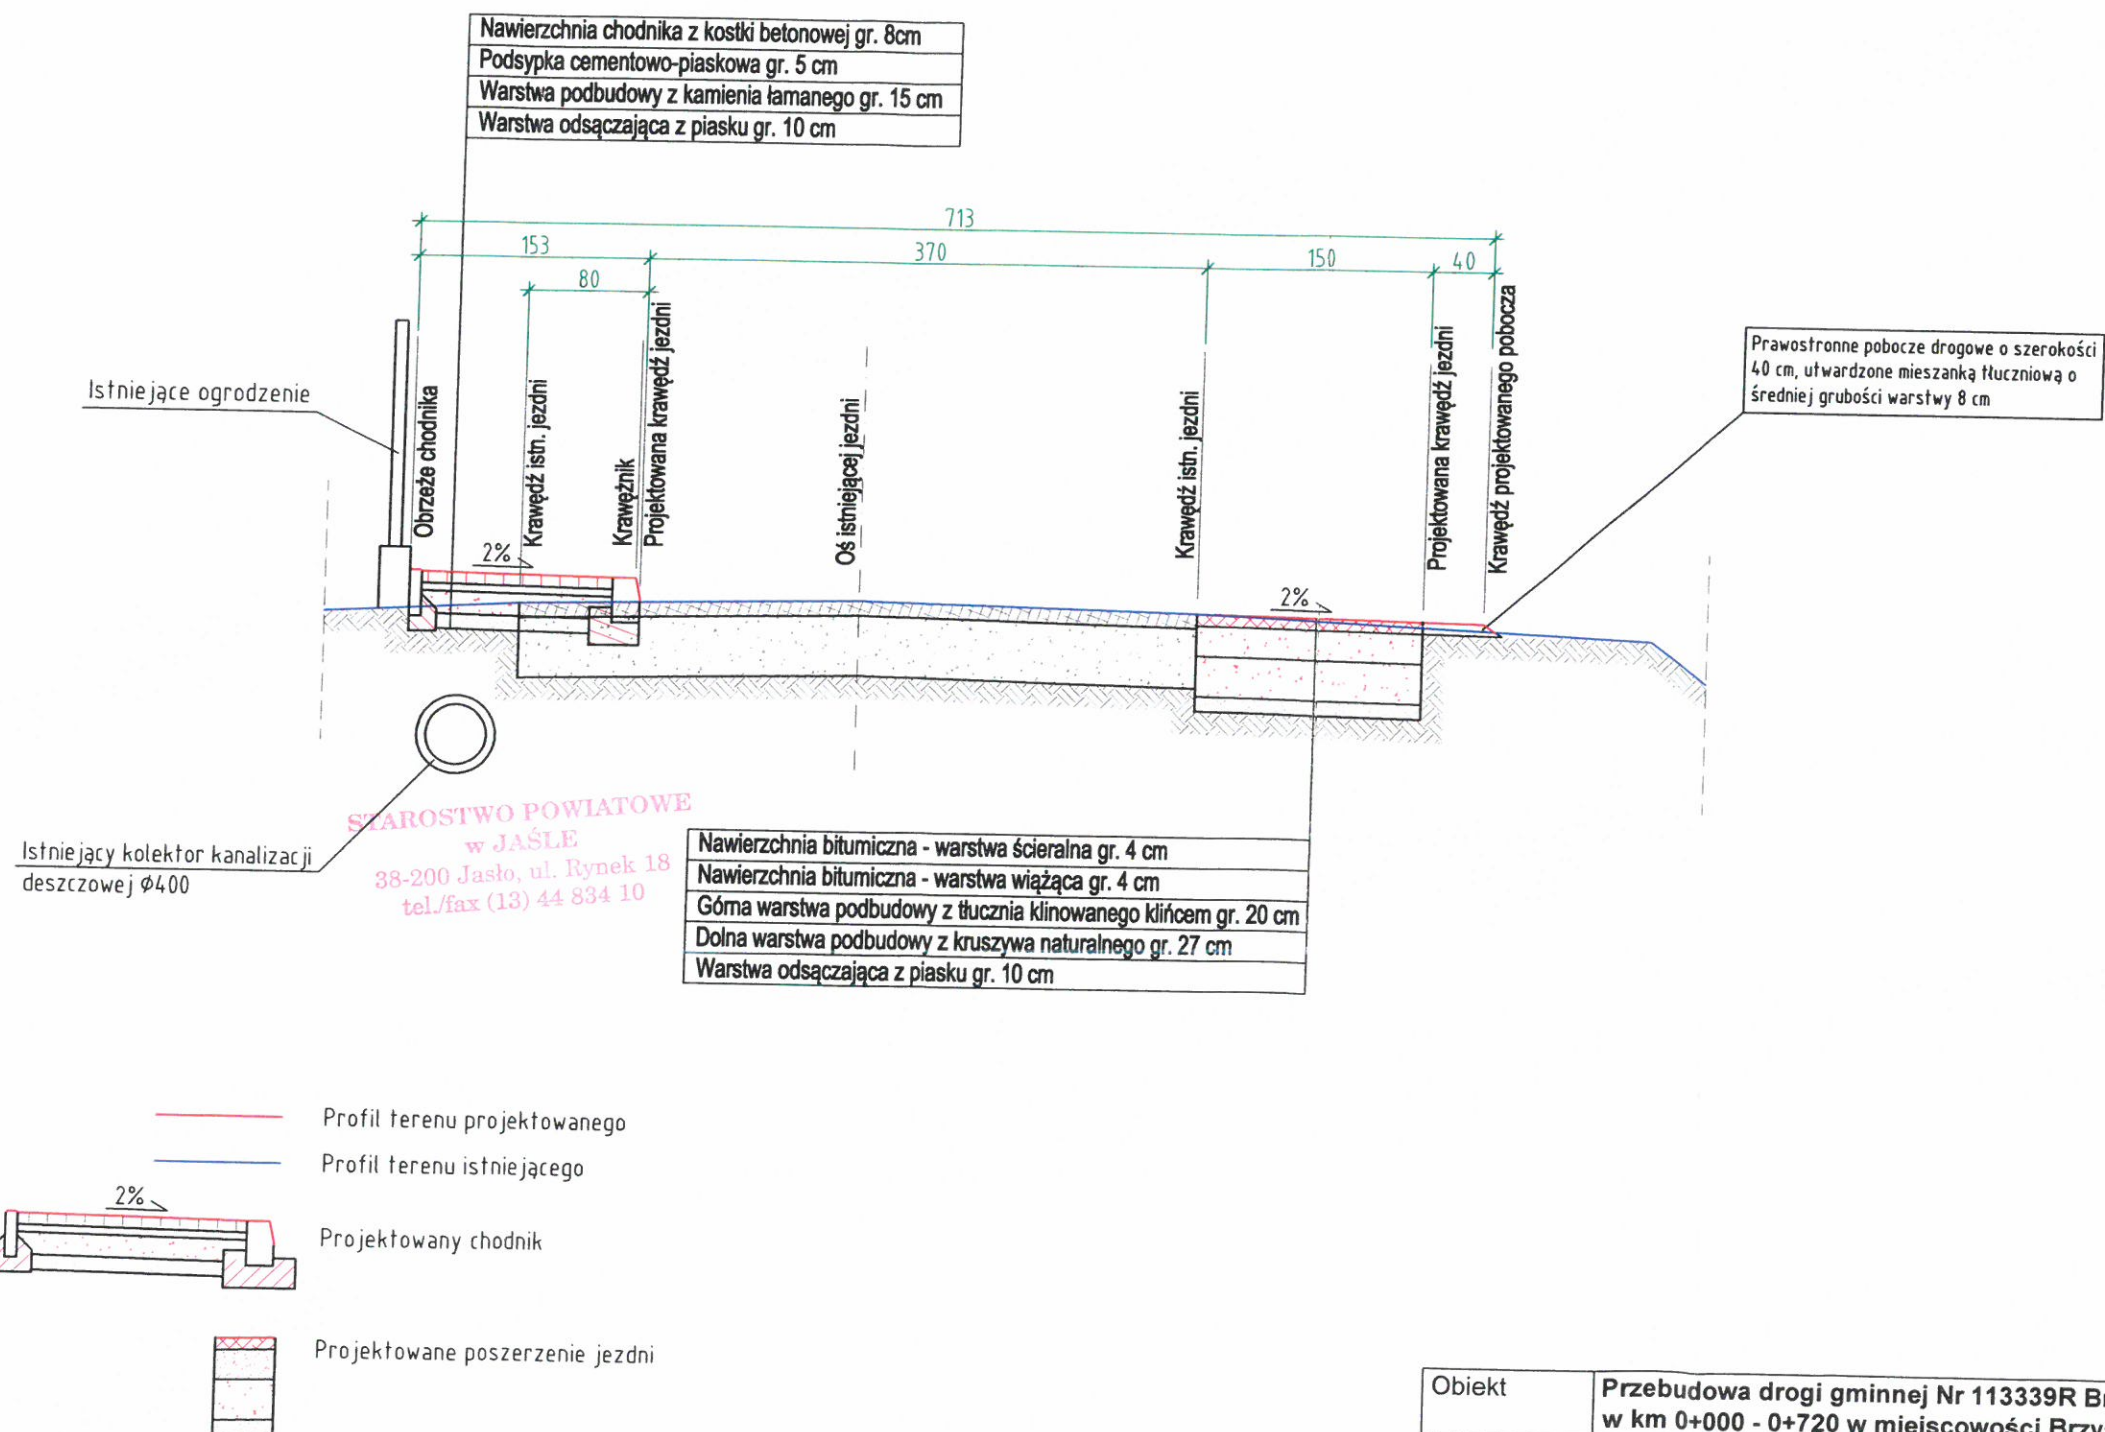 Nawierzchnia chodnika z kostki betonowej gr. 8cm
Podsypka cementowo-piaskowa gr. 5 cm
Warstwa podbudowy z kamienia łamanego gr. 15 cm
Warstwa odsączająca z piasku gr. 10 cm
713
153
370
150
40
80
Istniejące ogrodzenie
Obrzeże chodnika
Krawędź istn. jezdni
Krawężnik
Projektowana krawędź jezdni
Oś istniejącej jezdni
Krawędź istn. jezdni
Projektowana krawędź jezdni
Krawędź projektowanego pobocza
Prawostronne pobocze drogowe o szerokości
40 cm, utwardzone mieszanką tłuczniową o
średniej grubości warstwy 8 cm
2%
2%
Istniejący kolektor kanalizacji
deszczowej φ400
STAROSTWO POWIATOWE
w JAŚLE
38-200 Jasło, ul. Rynek 18
tel./fax (13) 44 834 10
Nawierzchnia bitumiczna - warstwa ścieralna gr. 4 cm
Nawierzchnia bitumiczna - warstwa wiążąca gr. 4 cm
Górna warstwa podbudowy z tłucznia klinowanego klińcem gr. 20 cm
Dolna warstwa podbudowy z kruszywa naturalnego gr. 27 cm
Warstwa odsączająca z piasku gr. 10 cm
Profil terenu projektowanego
Profil terenu istniejącego
2%
Projektowany chodnik
Projektowane poszerzenie jezdni
Obiekt
Przebudowa drogi gminnej Nr 113339R
w km 0+000 - 0+720 w miejscowości